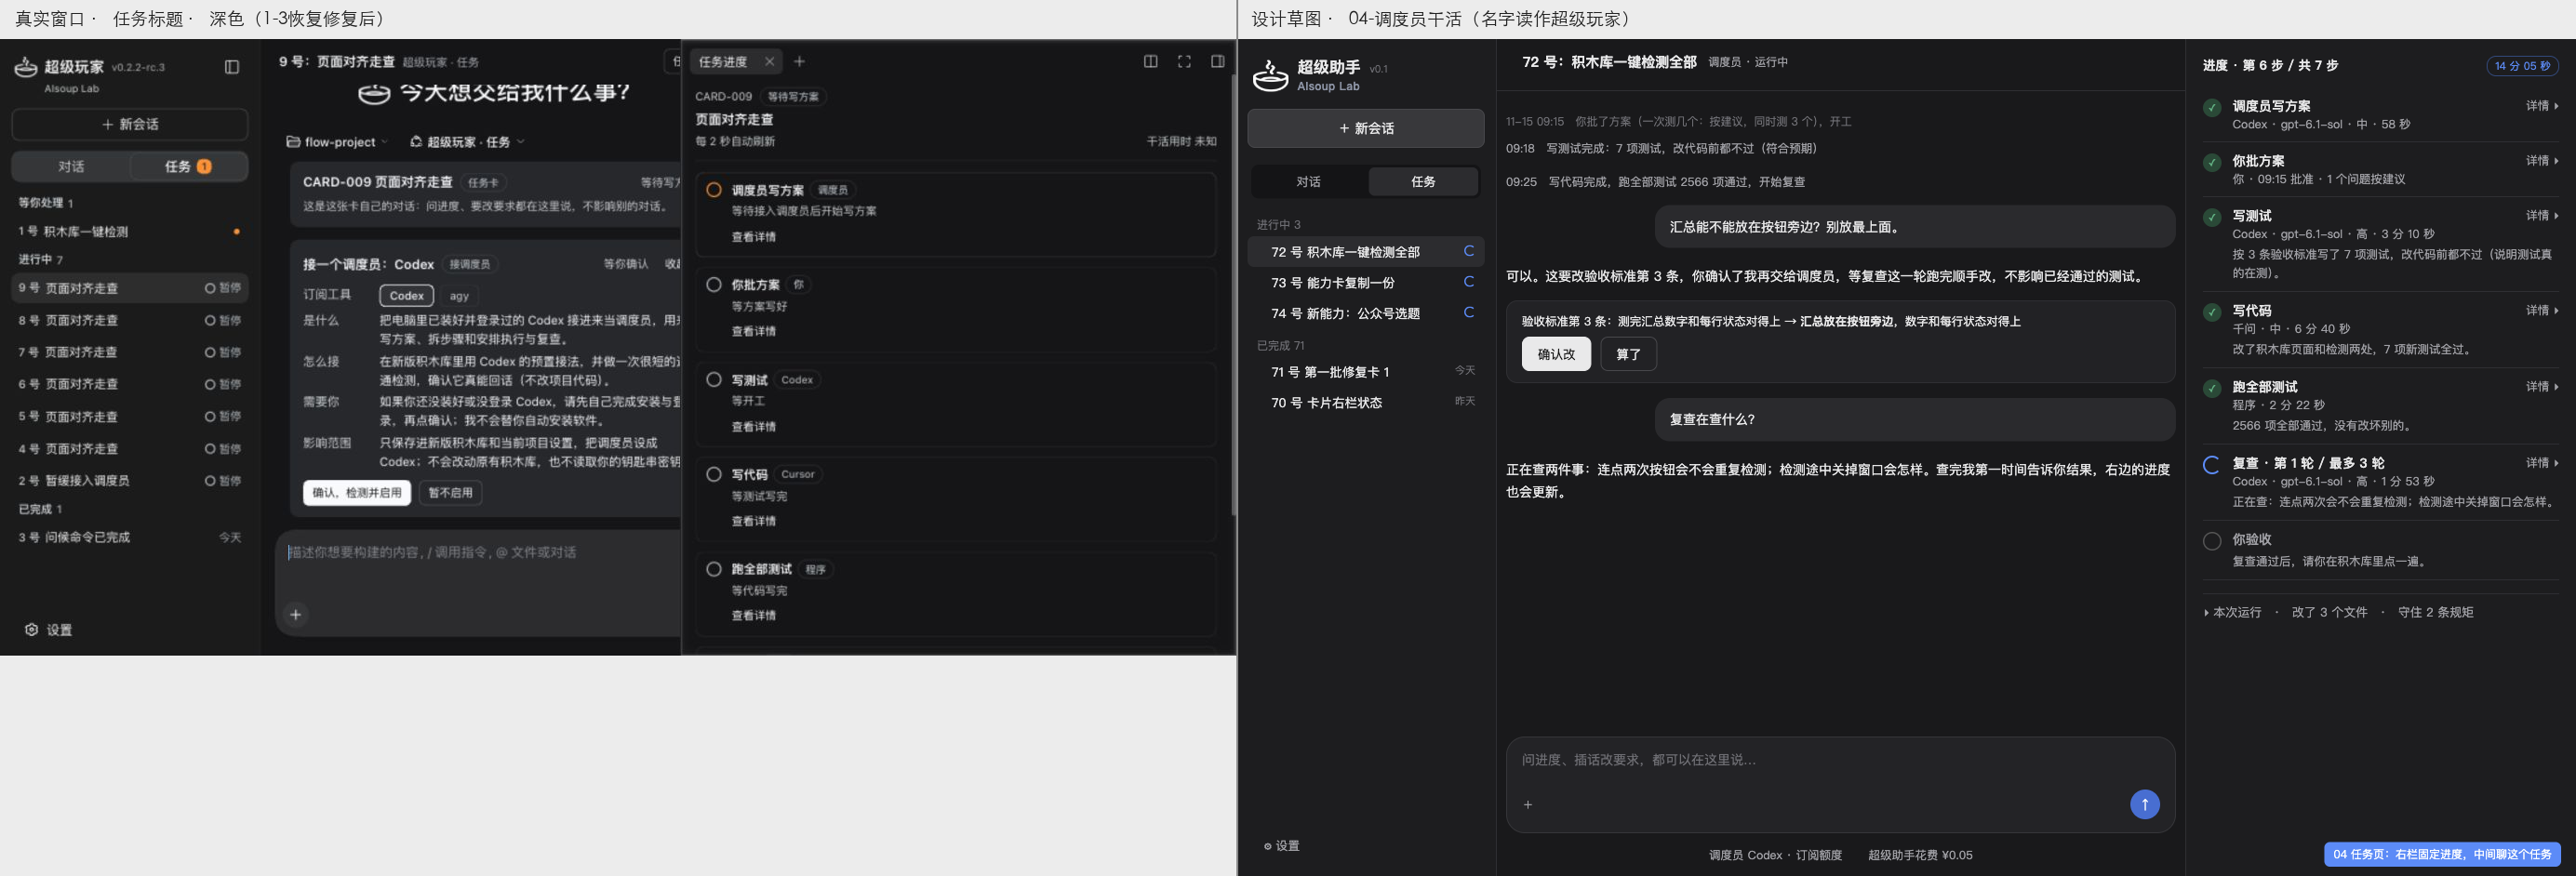 真实窗口 · 任务标题 · 深色（1-3恢复修复后）
超级玩家 v0.2.2-rc.3
AIsoup Lab
+ 新会话
对话 任务 1
等你处理 1
1 号 积木库一键检测
进行中 7
9 号 页面对齐走查 暂停
8 号 页面对齐走查 暂停
7 号 页面对齐走查 暂停
6 号 页面对齐走查 暂停
5 号 页面对齐走查 暂停
4 号 页面对齐走查 暂停
2 号 暂缓接入调度员 暂停
已完成 1
3 号 问候命令已完成 今天
设置
9 号：页面对齐走查 超级玩家 · 任务
今天想交给我什么事？
flow-project 超级玩家 · 任务
CARD-009 页面对齐走查 任务卡 等待写
这是这张卡自己的对话：问进度、要改要求都在这里说，不影响别的对话。
接一个调度员：Codex 接调度员 等你确认
订阅工具 Codex agy
是什么 把电脑里已装好并登录过的 Codex 接进来当调度员，用
写方案、拆步骤和安排执行与复查。
怎么接 在新版积木库里用 Codex 的预置接法，并做一次很短的
通检测，确认它真能回话（不改项目代码）。
需要你 如果你还没装好或没登录 Codex，请先自己完成安装与
录，再点确认；我不会替你自动安装软件。
影响范围 只保存进新版积木库和当前项目设置，把调度员设成
Codex；不会改动原有积木库，也不读取你的钥匙串密
确认，检测并启用 暂不启用
描述你想要构建的内容, / 调用指令, @ 文件或对话
+
任务进度 × +
CARD-009 等待写方案
页面对齐走查
每 2 秒自动刷新 干活用时 未知
调度员写方案 调度员
等待接入调度员后开始写方案
查看详情
你批方案 你
等方案写好
查看详情
写测试 Codex
等开工
查看详情
写代码 Cursor
等测试写完
查看详情
跑全部测试 程序
等代码写完
查看详情
设计草图 · 04-调度员干活（名字读作超级玩家）
超级助手 v0.1
AIsoup Lab
+ 新会话
对话 任务
进行中 3
72 号 积木库一键检测全部
73 号 能力卡复制一份
74 号 新能力：公众号选题
已完成 71
71 号 第一批修复卡 1 今天
70 号 卡片右栏状态 昨天
设置
72 号：积木库一键检测全部 调度员 · 运行中
11-15 09:15 你批了方案（一次测几个：按建议，同时测 3 个），开工
09:18 写测试完成：7 项测试，改代码前都不过（符合预期）
09:25 写代码完成，跑全部测试 2566 项通过，开始复查
汇总能不能放在按钮旁边？别放最上面。
可以。这要改验收标准第 3 条，你确认了我再交给调度员，等复查这一轮跑完顺手改，不影响已经通过的测试。
验收标准第 3 条：测完汇总数字和每行状态对得上 → 汇总放在按钮旁边，数字和每行状态对得上
确认改 算了
复查在查什么？
正在查两件事：连点两次按钮会不会重复检测；检测途中关掉窗口会怎样。查完我第一时间告诉你结果，右边的进度
也会更新。
问进度、插话改要求，都可以在这里说…
+ ↑
调度员 Codex · 订阅额度 超级助手花费 ¥0.05
进度 · 第 6 步 / 共 7 步 14 分 05 秒
调度员写方案 详情
Codex · gpt-6.1-sol · 中 · 58 秒
你批方案 详情
你 · 09:15 批准 · 1 个问题按建议
写测试 详情
Codex · gpt-6.1-sol · 高 · 3 分 10 秒
按 3 条验收标准写了 7 项测试，改代码前都不过（说明测试真
的在测）。
写代码 详情
千问 · 中 · 6 分 40 秒
改了积木库页面和检测两处，7 项新测试全过。
跑全部测试 详情
程序 · 2 分 22 秒
2566 项全部通过，没有改坏别的。
复查 · 第 1 轮 / 最多 3 轮 详情
Codex · gpt-6.1-sol · 高 · 1 分 53 秒
正在查：连点两次会不会重复检测；检测途中关掉窗口会怎样。
你验收
复查通过后，请你在积木库里点一遍。
本次运行 · 改了 3 个文件 · 守住 2 条规矩
04 任务页：右栏固定进度，中间聊这个任务